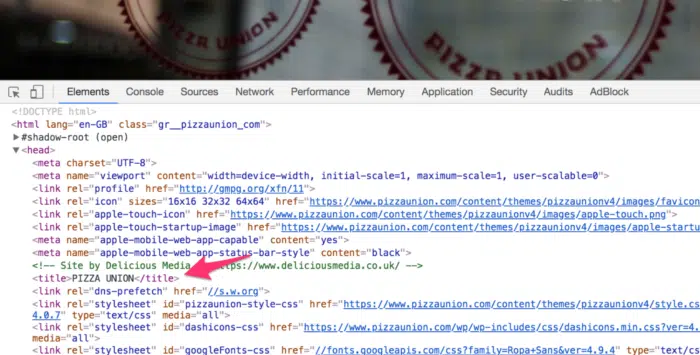 PIZZA UNION
PIZZA UNION
Elements Console Sources Network Performance Memory Application Security Audits AdBlock
<!DOCTYPE html>
<html lang="en-GB" class="gr__pizzaunion_com">
▶#shadow-root (open)
▼<head>
<meta charset="UTF-8">
<meta name="viewport" content="width=device-width, initial-scale=1, maximum-scale=1, user-scalable=0">
<link rel="profile" href="http://gmpg.org/xfn/11">
<link rel="icon" sizes="16x16 32x32 64x64" href="https://www.pizzaunion.com/content/themes/pizzaunionv4/images/favicon
<link rel="apple-touch-icon" href="https://www.pizzaunion.com/content/themes/pizzaunionv4/images/apple-touch.png">
<link rel="apple-touch-startup-image" href="https://www.pizzaunion.com/content/themes/pizzaunionv4/images/apple-startu
<meta name="apple-mobile-web-app-capable" content="yes">
<meta name="apple-mobile-web-app-status-bar-style" content="black">
<!-- Site by Delicious Media https://www.deliciousmedia.co.uk/ -->
<title>PIZZA UNION</title>
<link rel="dns-prefetch" href="//s.w.org">
<link rel="stylesheet" id="pizzaunion-style-css" href="https://www.pizzaunion.com/content/themes/pizzaunionv4/style.cs
4.0.7" type="text/css" media="all">
<link rel="stylesheet" id="dashicons-css" href="https://www.pizzaunion.com/wp/wp-includes/css/dashicons.min.css?ver=4.
media="all">
<link rel="stylesheet" id="googleFonts-css" href="//fonts.googleapis.com/css?family=Ropa+Sans&ver=4.9.4" type="text/cs